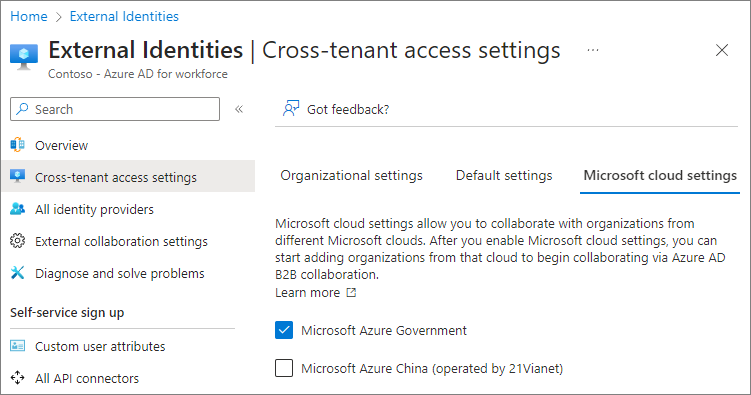 Home > External Identities
External Identities | Cross-tenant access settings ...
Contoso - Azure AD for workforce
Search
Overview
Cross-tenant access settings
All identity providers
External collaboration settings
Diagnose and solve problems
Self-service sign up
Custom user attributes
All API connectors
Got feedback?
Organizational settings Default settings Microsoft cloud settings
Microsoft cloud settings allow you to collaborate with organizations from
different Microsoft clouds. After you enable Microsoft cloud settings, you can
start adding organizations from that cloud to begin collaborating via Azure AD
B2B collaboration.
Learn more
Microsoft Azure Government
Microsoft Azure China (operated by 21Vianet)